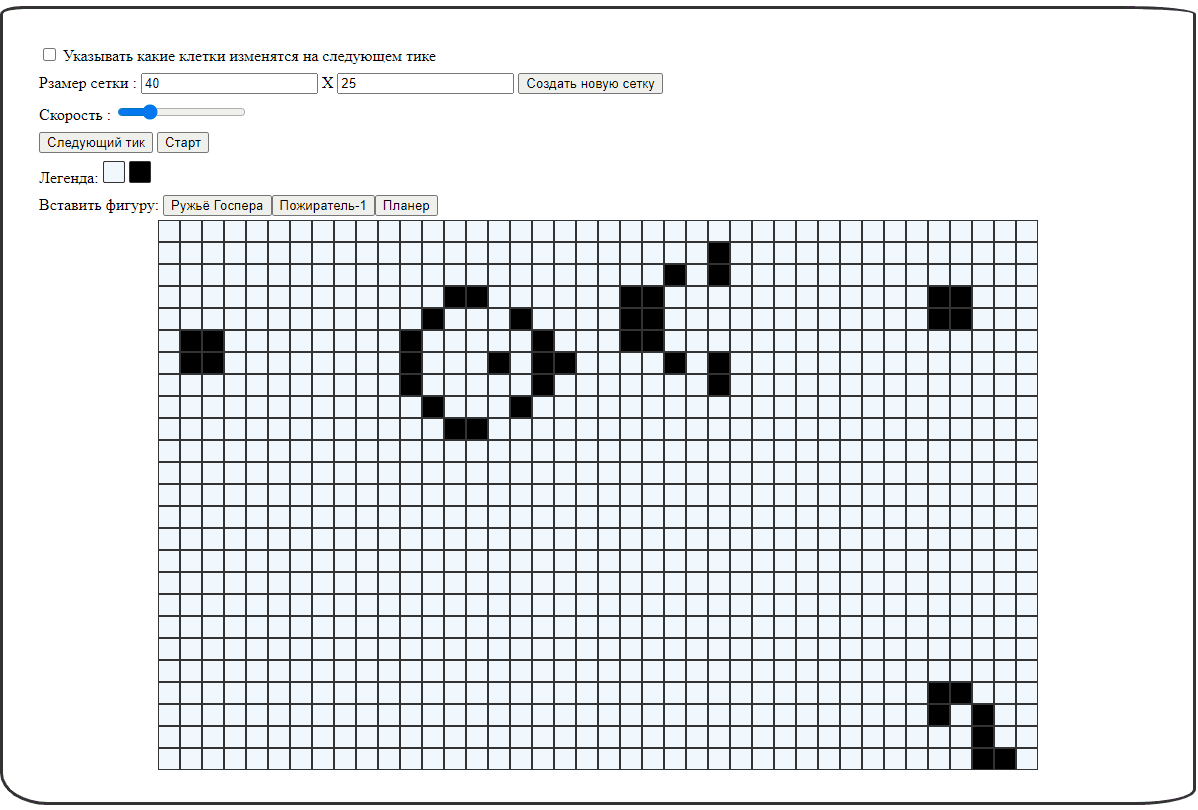 Указывать какие клетки изменятся на следующем тике
Рзамер сетки : 40 X 25 Создать новую сетку
Скорость :
Следующий тик Старт
Легенда:
Вставить фигуру: Ружьё Госпера Пожиратель-1 Планер